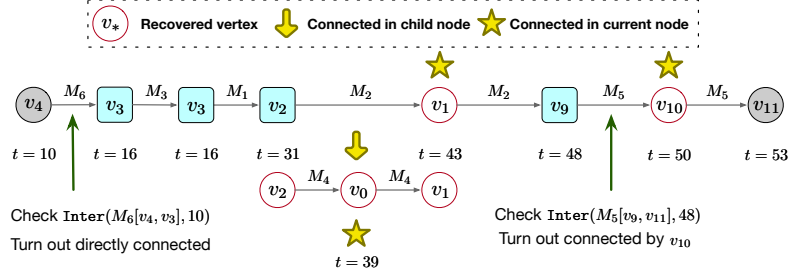 v* Recovered vertex Connected in child node Connected in current node
M6 M3 M1 M2 M2 M5 M5
v4 v3 v3 v2 v1 v9 v10 v11
t = 10 t = 16 t = 16 t = 31 t = 43 t = 48 t = 50 t = 53
M4 M4
v2 v0 v1
t = 39
Check Inter(M6[v4, v3], 10)
Turn out directly connected
Check Inter(M5[v9, v11], 48)
Turn out connected by v10